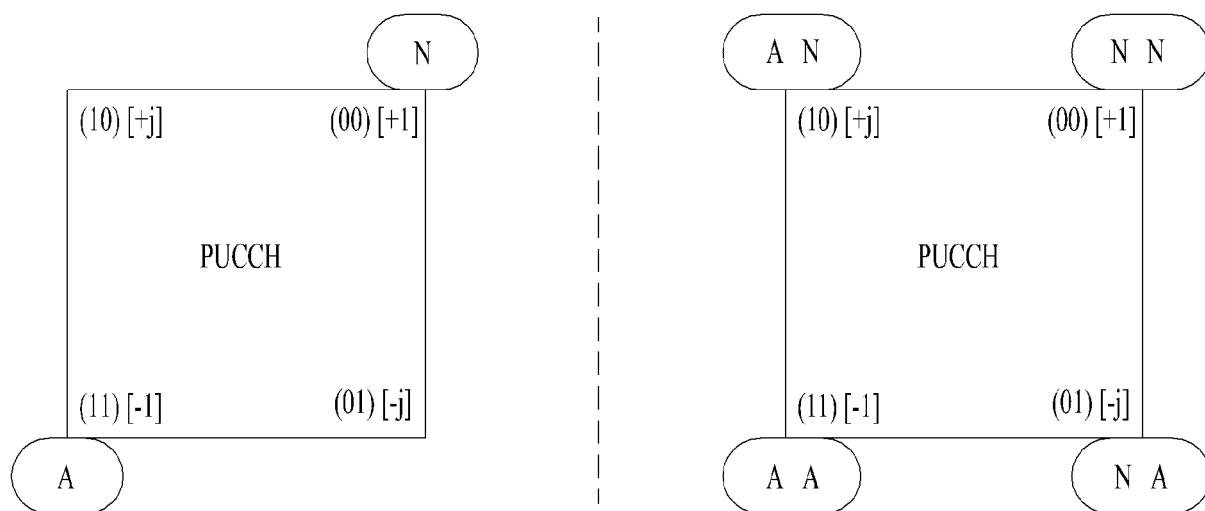 N
(10) [+j] (00) [+1]
PUCCH
(11) [-1] (01) [-j]
A
A N N N
(10) [+j] (00) [+1]
PUCCH
(11) [-1] (01) [-j]
A A N A